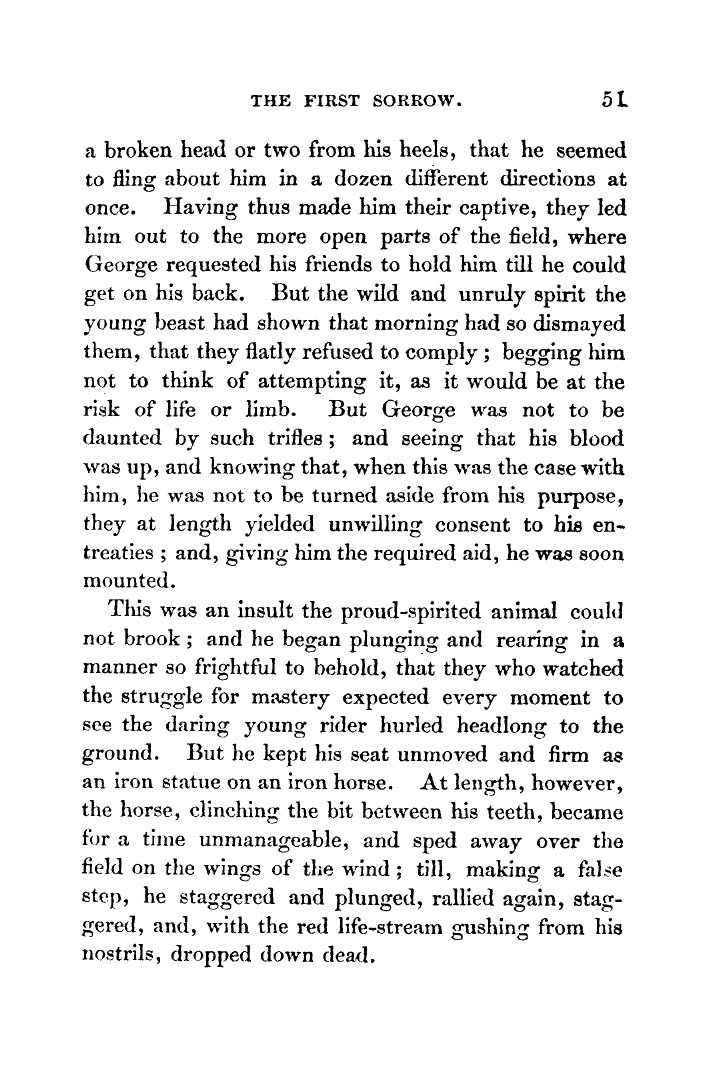 THE FIRST SORROW. 51
a broken head or two from his heels, that he seemed
to fling about him in a dozen different directions at
once. Having thus made him their captive, they led
him out to the more open parts of the field, where
George requested his friends to hold him till he could
get on his back. But the wild and unruly spirit the
young beast had shown that morning had so dismayed
them, that they flatly refused to comply ; begging him
not to think of attempting it, as it would be at the
risk of life or limb. But George was not to be
daunted by such trifles ; and seeing that his blood
was up, and knowing that, when this was the case with
him, he was not to be turned aside from his purpose,
they at length yielded unwilling consent to his en-
treaties ; and, giving him the required aid, he was soon
mounted.
This was an insult the proud-spirited animal could
not brook ; and he began plunging and rearing in a
manner so frightful to behold, that they who watched
the struggle for mastery expected every moment to
see the daring young rider hurled headlong to the
ground. But he kept his seat unmoved and firm as
an iron statue on an iron horse. At length, however,
the horse, clinching the bit between his teeth, became
for a time unmanageable, and sped away over the
field on the wings of the wind ; till, making a false
step, he staggered and plunged, rallied again, stag-
gered, and, with the red life-stream gushing from his
nostrils, dropped down dead.